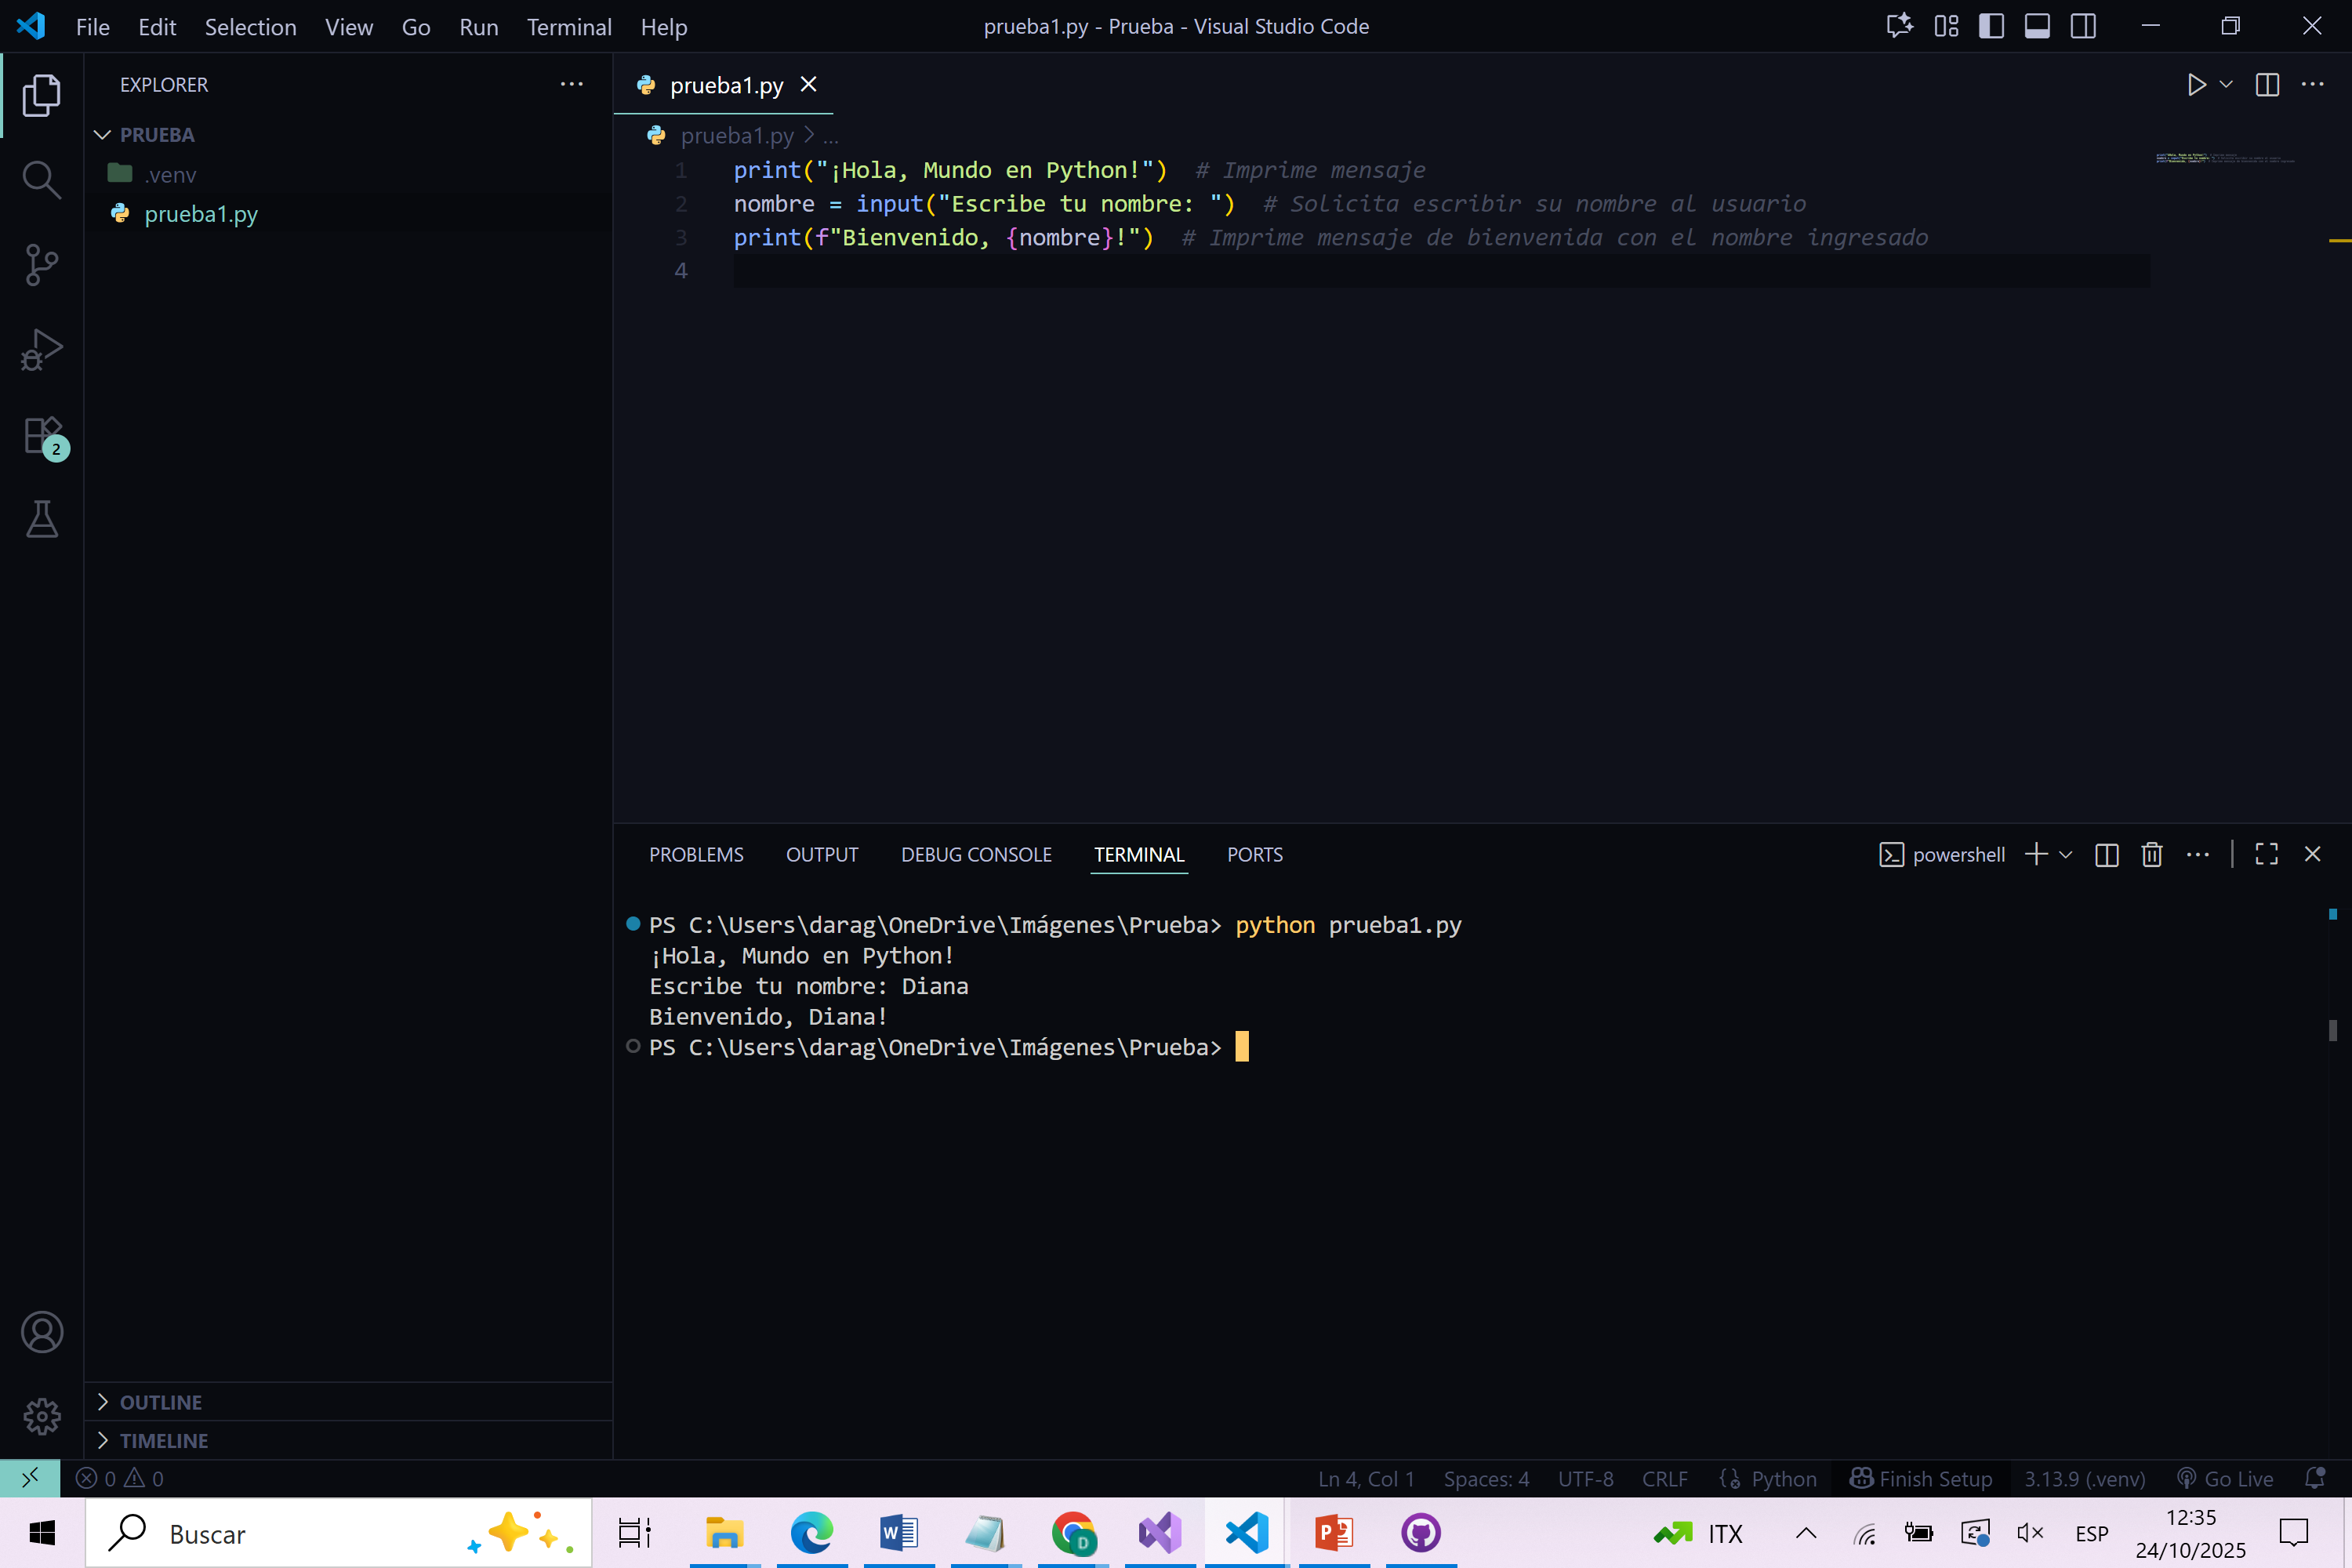 File Edit Selection View Go Run Terminal Help
prueba1.py - Prueba - Visual Studio Code
EXPLORER
PRUEBA
.venv
prueba1.py
2
prueba1.py
prueba1.py > ...
1 print("¡Hola, Mundo en Python!")  # Imprime mensaje
2 nombre = input("Escribe tu nombre: ")  # Solicita escribir su nombre al usuario
3 print(f"Bienvenido, {nombre}!")  # Imprime mensaje de bienvenida con el nombre ingresado
4
PROBLEMS OUTPUT DEBUG CONSOLE TERMINAL PORTS
powershell
PS C:\Users\darag\OneDrive\Imágenes\Prueba> python prueba1.py
¡Hola, Mundo en Python!
Escribe tu nombre: Diana
Bienvenido, Diana!
PS C:\Users\darag\OneDrive\Imágenes\Prueba>
OUTLINE
TIMELINE
0 0
Ln 4, Col 1 Spaces: 4 UTF-8 CRLF Python Finish Setup 3.13.9 (.venv) Go Live
Buscar
ITX
ESP
12:35
24/10/2025